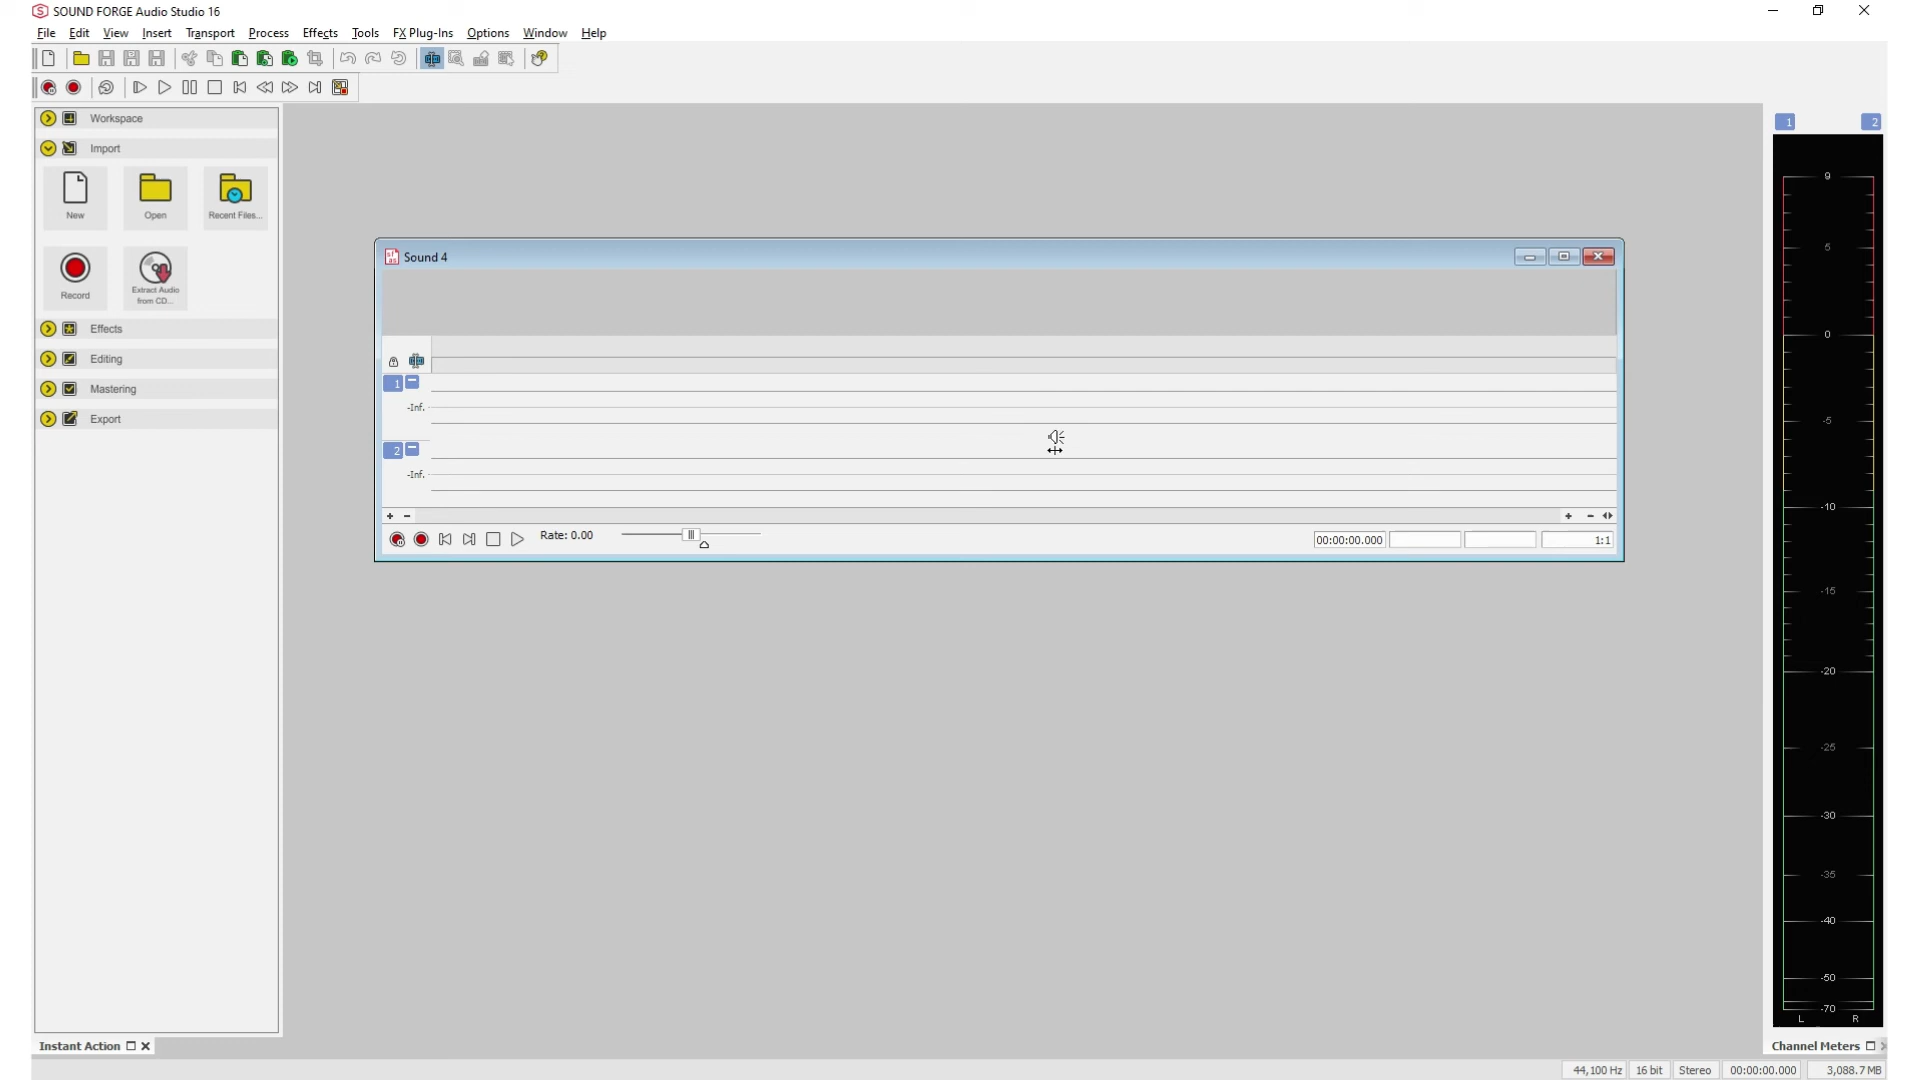 SOUND FORGE Audio Studio 16
File Edit View Insert Transport Process Effects Tools FX Plug-Ins Options Window Help
Workspace
Import
New Open Recent Files...
Record Extract Audio
from CD...
Effects
Editing
Mastering
Export
Instant Action
Sound 4
1
-Inf.
2
-Inf.
Rate: 0.00
00:00:00.000
1:1
1 2
9
5
0
-5
-10
-15
-20
-25
-30
-35
-40
-50
-70
L R
Channel Meters
44,100 Hz 16 bit Stereo 00:00:00.000 3,088.7 MB